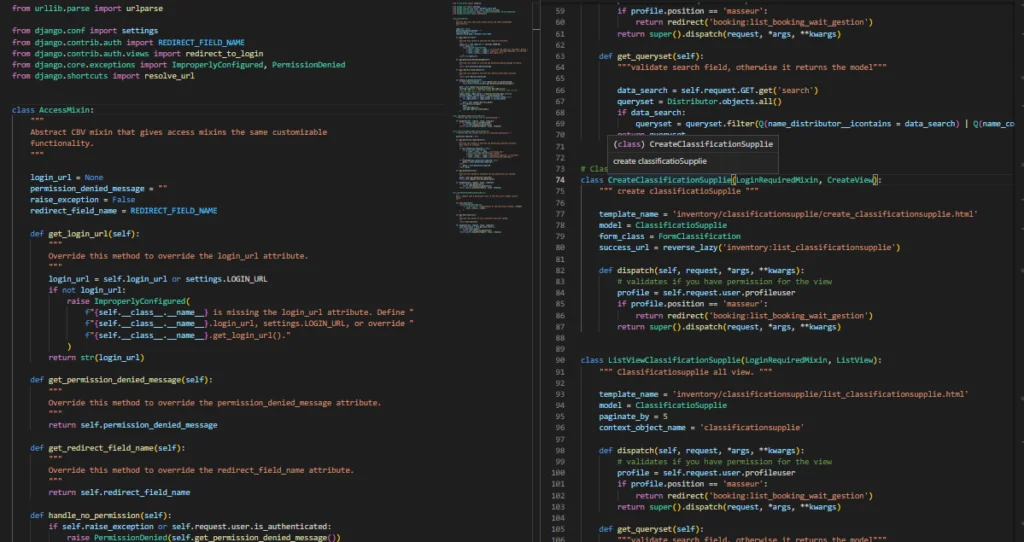 from urllib.parse import urlparse
from django.conf import settings
from django.contrib.auth import REDIRECT_FIELD_NAME
from django.contrib.auth.views import redirect_to_login
from django.core.exceptions import ImproperlyConfigured, PermissionDenied
from django.shortcuts import resolve_url
class AccessMixin:
"""
Abstract CBV mixin that gives access mixins the same customizable
functionality.
"""
login_url = None
permission_denied_message = ""
raise_exception = False
redirect_field_name = REDIRECT_FIELD_NAME
def get_login_url(self):
"""
Override this method to override the login_url attribute.
"""
login_url = self.login_url or settings.LOGIN_URL
if not login_url:
raise ImproperlyConfigured(
f"{self.__class__.__name__} is missing the login_url attribute. Define "
f"{self.__class__.__name__}.login_url, settings.LOGIN_URL, or override "
f"{self.__class__.__name__}.get_login_url()."
)
return str(login_url)
def get_permission_denied_message(self):
"""
Override this method to override the permission_denied_message attribute.
"""
return self.permission_denied_message
def get_redirect_field_name(self):
"""
Override this method to override the redirect_field_name attribute.
"""
return self.redirect_field_name
def handle_no_permission(self):
if self.raise_exception or self.request.user.is_authenticated:
raise PermissionDenied(self.get_permission_denied_message())
59 if profile.position == 'masseur':
60 return redirect('booking:list_booking_wait_gestion')
61 return super().dispatch(request, *args, **kwargs)
62
63 def get_queryset(self):
64 """validate search field, otherwise it returns the model"""
65
66 data_search = self.request.GET.get('search')
67 queryset = Distributor.objects.all()
68 if data_search:
69 queryset = queryset.filter(Q(name_distributor__icontains = data_search) | Q(name_co
70 return queryset
71 (class) CreateClassificationSupplie
72 create classificatioSupplie
73 # Clas
74 class CreateClassificationSupplie(LoginRequiredMixin, CreateView):
75 """ create classificatioSupplie """
76
77 template_name = 'inventory/classificationsupplie/create_classificationsupplie.html'
78 model = ClassificatioSupplie
79 form_class = FormClassification
80 success_url = reverse_lazy('inventory:list_classificationsupplie')
81
82 def dispatch(self, request, *args, **kwargs):
83 # validates if you have permission for the view
84 profile = self.request.user.profileuser
85 if profile.position == 'masseur':
86 return redirect('booking:list_booking_wait_gestion')
87 return super().dispatch(request, *args, **kwargs)
88
89
90 class ListViewClassificationSupplie(LoginRequiredMixin, ListView):
91 """ Classificatiosupplie all view. """
92
93 template_name = 'inventory/classificationsupplie/list_classificationsupplie.html'
94 model = ClassificatioSupplie
95 paginate_by = 5
96 context_object_name = 'classificationsupplie'
97
98 def dispatch(self, request, *args, **kwargs):
99 # validates if you have permission for the view
100 profile = self.request.user.profileuser
101 if profile.position == 'masseur':
102 return redirect('booking:list_booking_wait_gestion')
103 return super().dispatch(request, *args, **kwargs)
104
105 def get_queryset(self):
106 """validate search field, otherwise it returns the model"""